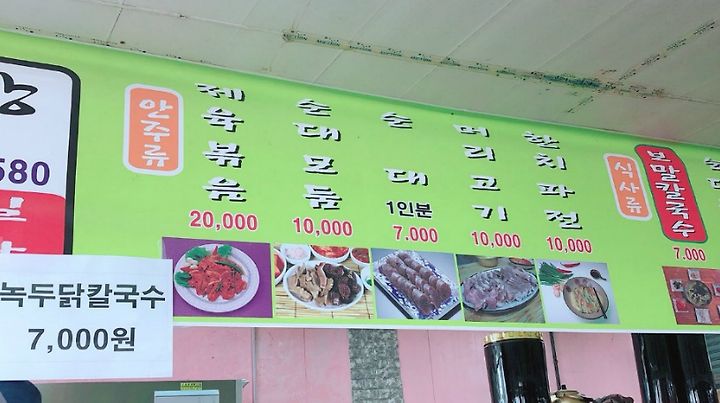 580
안주류
제육볶음
20,000
순대모듬
10,000
순대
1인분
7.000
머리고기
10,000
한치파전
10,000
식사류
보말칼국수
7.000
녹두닭칼국수
7,000원